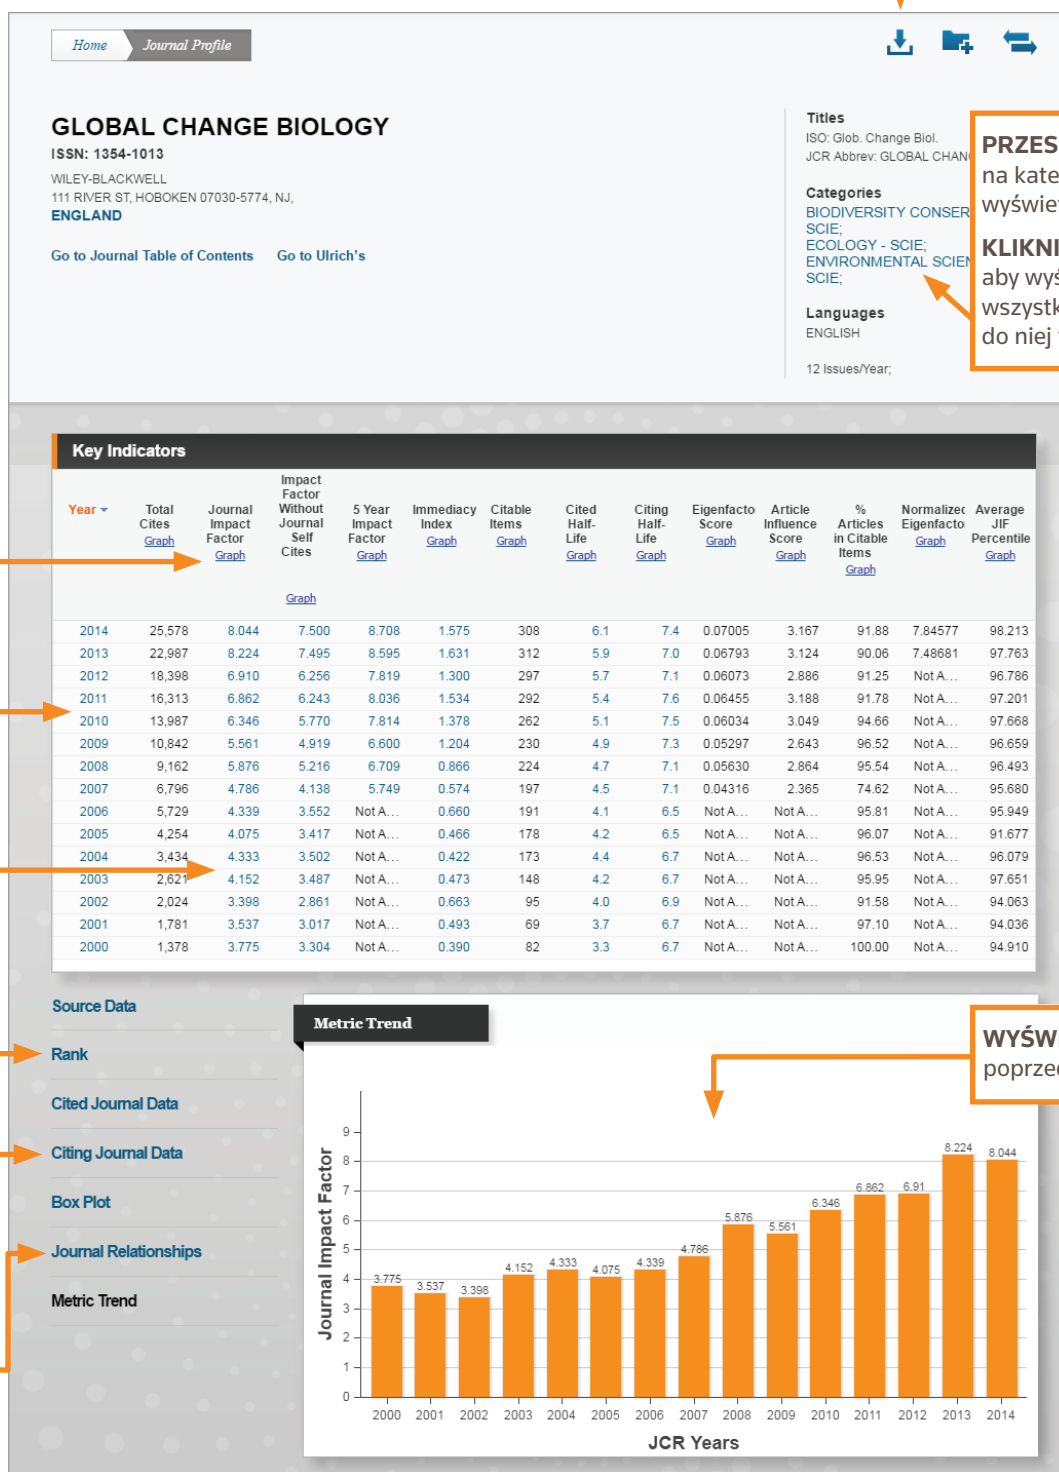 Home
Journal Profile
GLOBAL CHANGE BIOLOGY
ISSN: 1354-1013
WILEY-BLACKWELL
111 RIVER ST, HOBOKEN 07030-5774, NJ,
ENGLAND
Go to Journal Table of Contents Go to Ulrich's
Titles
ISO: Glob. Change Biol.
JCR Abbrev: GLOBAL CHAN
Categories
BIODIVERSITY CONSER
SCIE;
ECOLOGY - SCIE;
ENVIRONMENTAL SCIEN
SCIE;
Languages
ENGLISH
12 Issues/Year;
PRZES
na kate
wyświet
KLIKNI
aby wyś
wszystk
do niej
Key Indicators
Year Total Cites Graph Journal Impact Factor Graph Impact Factor Without Journal Self Cites Graph 5 Year Impact Factor Graph Immediacy Index Graph Citable Items Graph Cited Half-Life Graph Citing Half-Life Graph Eigenfacto Score Graph Article Influence Score Graph % Articles in Citable Items Graph Normalized Eigenfacto Graph Average JIF Percentile Graph
2014 25,578 8.044 7.500 8.708 1.575 308 6.1 7.4 0.07005 3.167 91.88 7.84577 98.213
2013 22,987 8.224 7.495 8.595 1.631 312 5.9 7.0 0.06793 3.124 90.06 7.48681 97.763
2012 18,398 6.910 6.256 7.819 1.300 297 5.7 7.1 0.06073 2.886 91.25 Not A... 96.786
2011 16,313 6.862 6.243 8.036 1.534 292 5.4 7.6 0.06455 3.188 91.78 Not A... 97.201
2010 13,987 6.346 5.770 7.814 1.378 262 5.1 7.5 0.06034 3.049 94.66 Not A... 97.668
2009 10,842 5.561 4.919 6.600 1.204 230 4.9 7.3 0.05297 2.643 96.52 Not A... 96.659
2008 9,162 5.876 5.216 6.709 0.866 224 4.7 7.1 0.05630 2.864 95.54 Not A... 96.493
2007 6,796 4.786 4.138 5.749 0.574 197 4.5 7.1 0.04316 2.365 74.62 Not A... 95.680
2006 5,729 4.339 3.552 Not A... 0.660 191 4.1 6.5 Not A... Not A... 95.81 Not A... 95.949
2005 4,254 4.075 3.417 Not A... 0.466 178 4.2 6.5 Not A... Not A... 96.07 Not A... 91.677
2004 3,434 4.333 3.502 Not A... 0.422 173 4.4 6.7 Not A... Not A... 96.53 Not A... 96.079
2003 2,621 4.152 3.487 Not A... 0.473 148 4.2 6.7 Not A... Not A... 95.95 Not A... 97.651
2002 2,024 3.398 2.861 Not A... 0.663 95 4.0 6.9 Not A... Not A... 91.58 Not A... 94.063
2001 1,781 3.537 3.017 Not A... 0.493 69 3.7 6.7 Not A... Not A... 97.10 Not A... 94.036
2000 1,378 3.775 3.304 Not A... 0.390 82 3.3 6.7 Not A... Not A... 100.00 Not A... 94.910
Source Data
Rank
Cited Journal Data
Citing Journal Data
Box Plot
Journal Relationships
Metric Trend
Metric Trend
WYŚWI
poprzed
Journal Impact Factor
9
8
7
6
5
4
3
2
1
0
3.775 3.537 3.398 4.152 4.333 4.075 4.339 4.786 5.876 5.561 6.346 6.862 6.91 8.224 8.044
2000 2001 2002 2003 2004 2005 2006 2007 2008 2009 2010 2011 2012 2013 2014
JCR Years